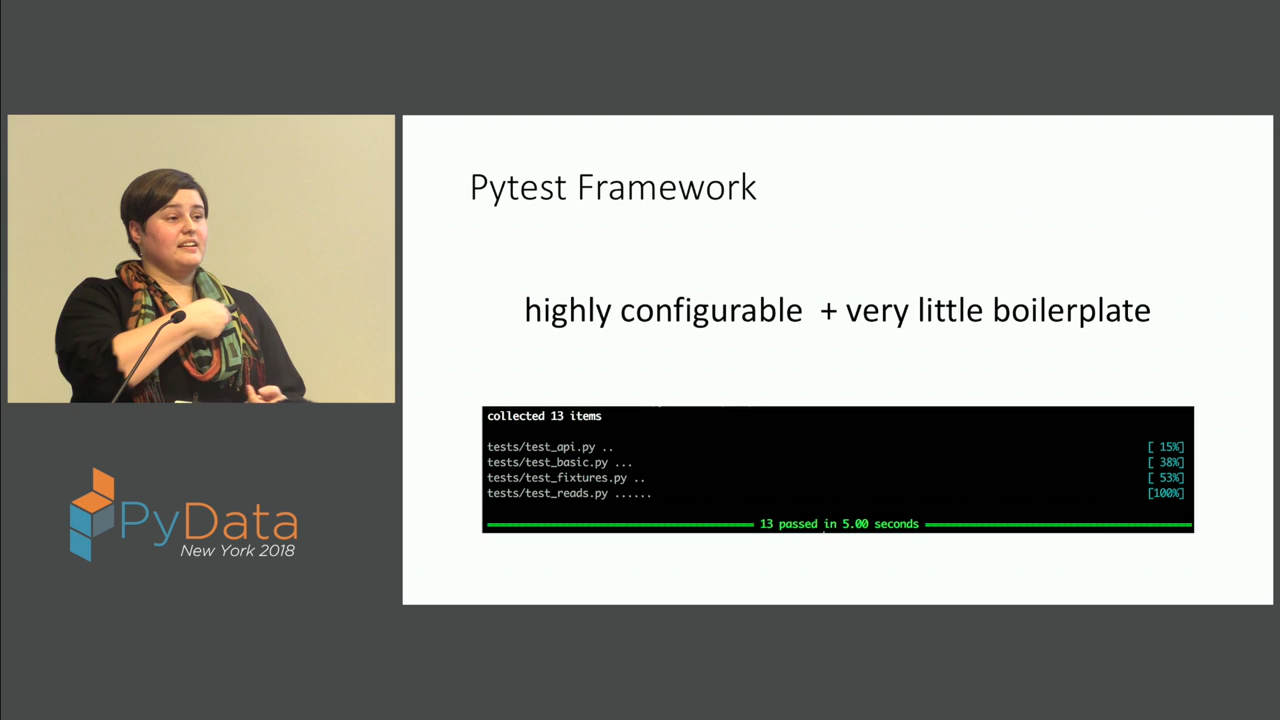 Pytest Framework
highly configurable + very little boilerplate
collected 13 items
tests/test_api.py .. [ 15%]
tests/test_basic.py ... [ 38%]
tests/test_fixtures.py .. [ 53%]
tests/test_reads.py ...... [100%]
13 passed in 5.00 seconds
PyData
New York 2018